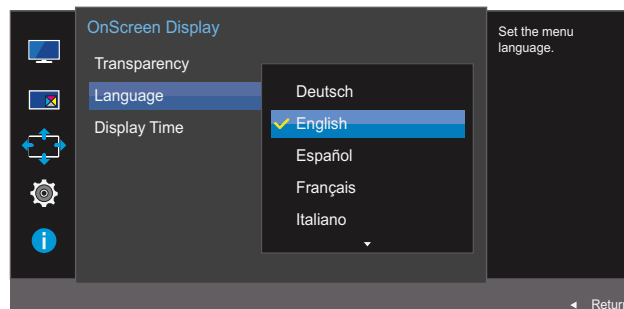 OnScreen Display
Transparency
Language
Display Time
Deutsch
English
Español
Français
Italiano
Set the menu
language.
Return